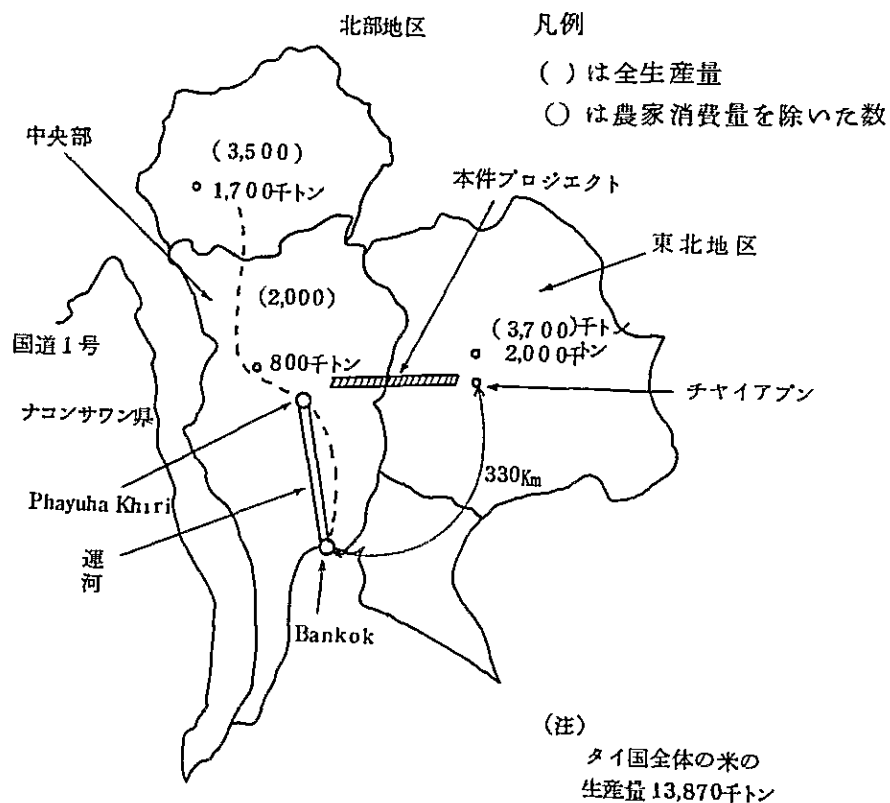 北部地区
凡例
( ) は全生産量
○ は農家消費量を除いた数
中央部
(3,500)
1,700千トン
本件プロジェクト
東北地区
(2,000)
(3,700)千トン
2,000千トン
国道1号
800千トン
チヤイアプン
ナコンサワン県
330Km
Phayuha Khiri
運河
Bankok
(注)
タイ国全体の米の
生産量13,870千トン